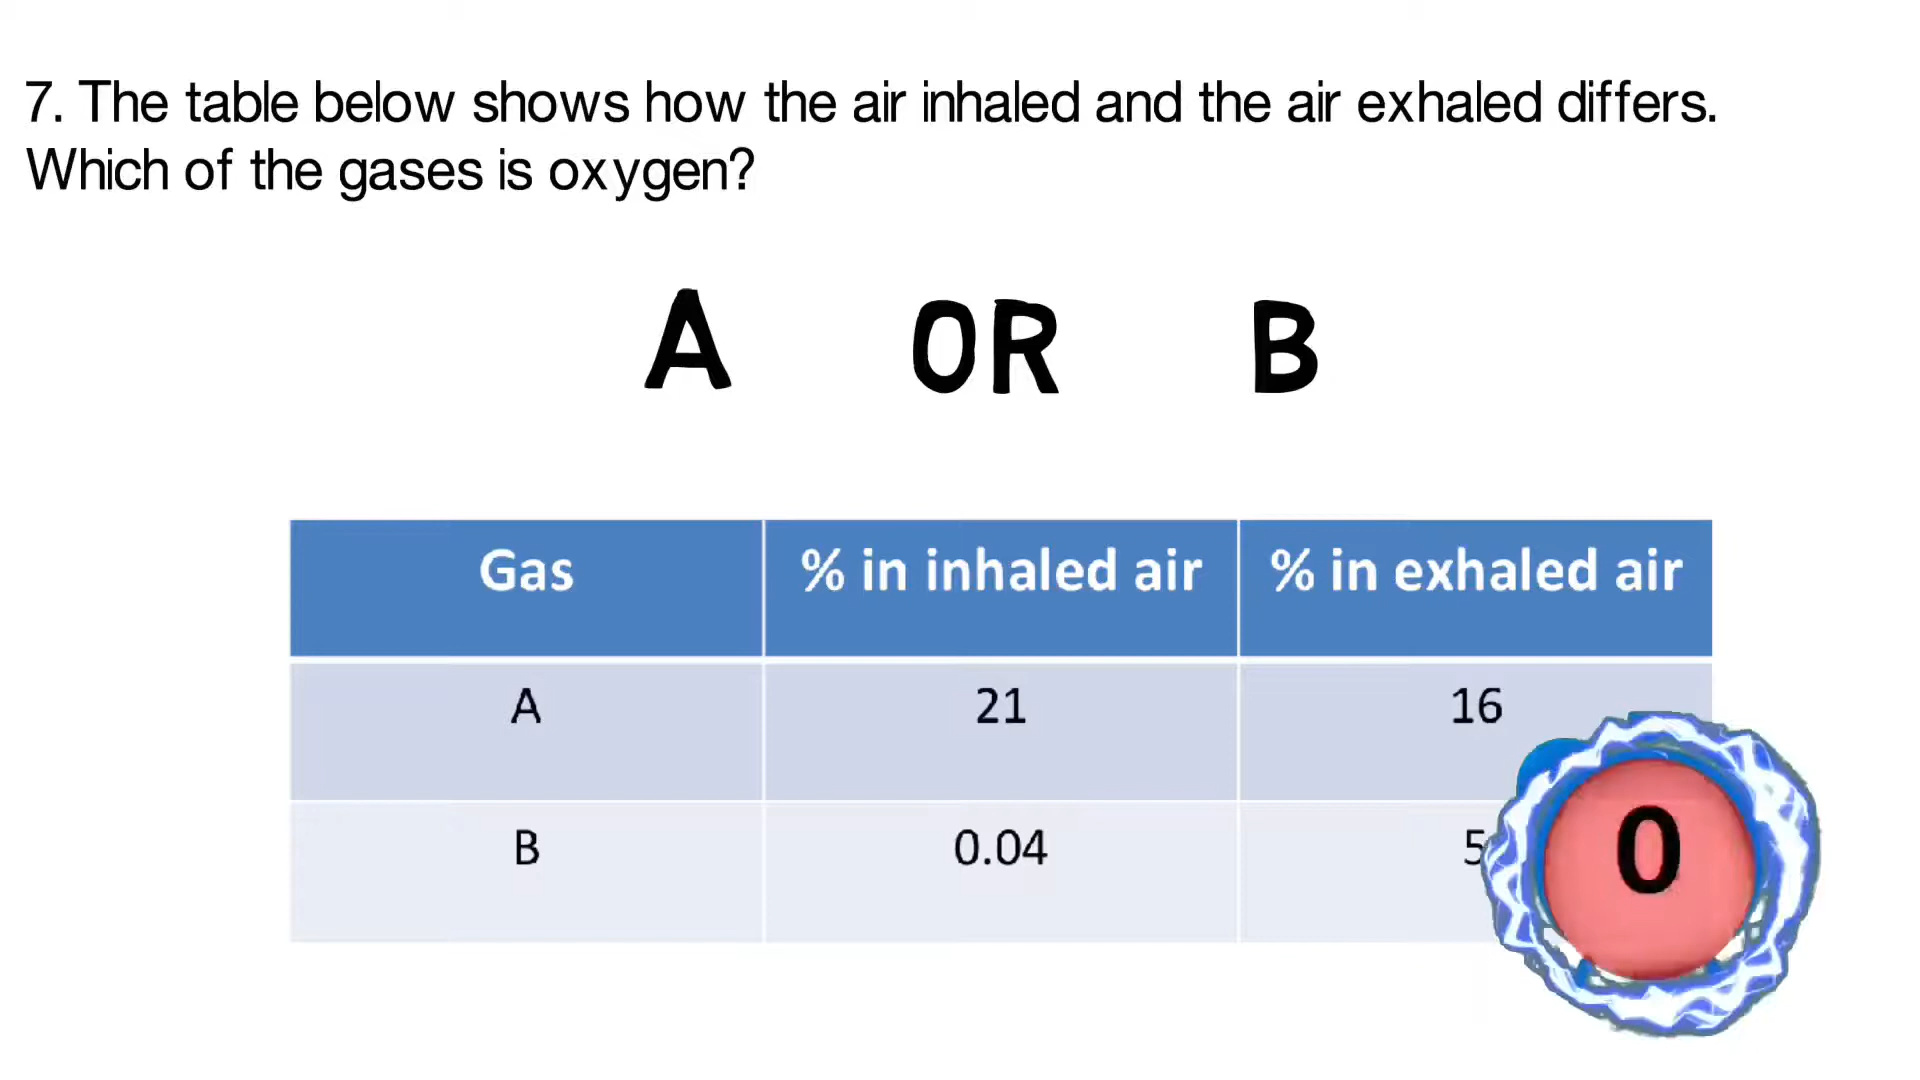 7. The table below shows how the air inhaled and the air exhaled differs.
Which of the gases is oxygen?
A OR B
Gas % in inhaled air % in exhaled air
A 21 16
B 0.04 5
0